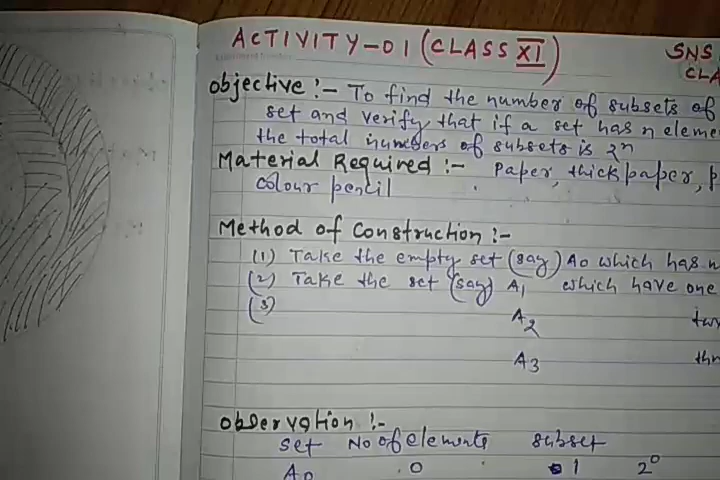 ACTIVITY-01 (CLASS XI)
SNS
CLA
Objective :- To find the number of subsets of
set and verify that if a set has n eleme
the total numbers of subsets is 2ⁿ
Material Required :- Paper, thick paper, p
colour pencil
Method of Construction :-
(1) Take the empty set (say) A₀ which has n
(2) Take the set (say) A₁ which have one
(3) A₂ tw
A₃ thr
Observation :-
Set No of elements subset
A₀ 0 1 2⁰